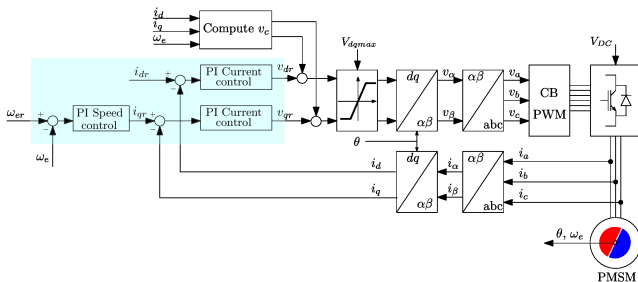 i_d
i_q
ω_e
Compute v_c
V_dqmax
V_DC
i_dr
+
−
PI Current
control
v_dr
dq
αβ
v_α
v_β
αβ
abc
v_a
v_b
v_c
CB
PWM
ω_er
+
−
PI Speed
control
i_qr
+
−
PI Current
control
v_qr
ω_e
θ
i_d
i_q
dq
αβ
i_α
i_β
αβ
abc
i_a
i_b
i_c
θ, ω_e
PMSM